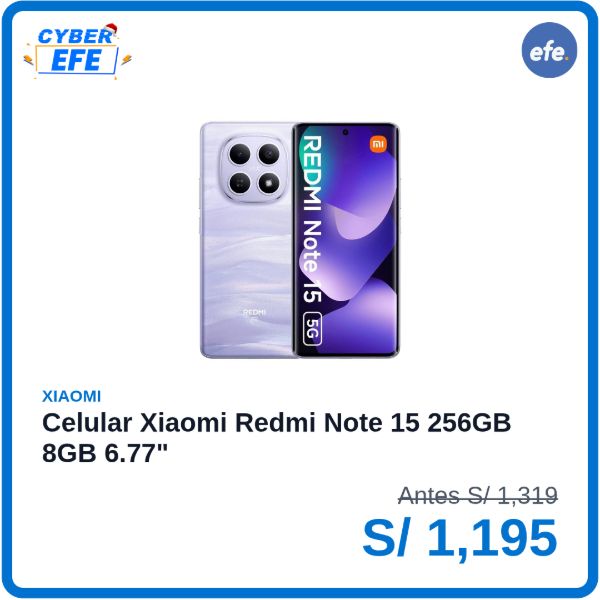 CYBER
EFE
efe.
REDMI Note 15 5G
mi
REDMI
XIAOMI
Celular Xiaomi Redmi Note 15 256GB
8GB 6.77"
Antes S/ 1,319
S/ 1,195